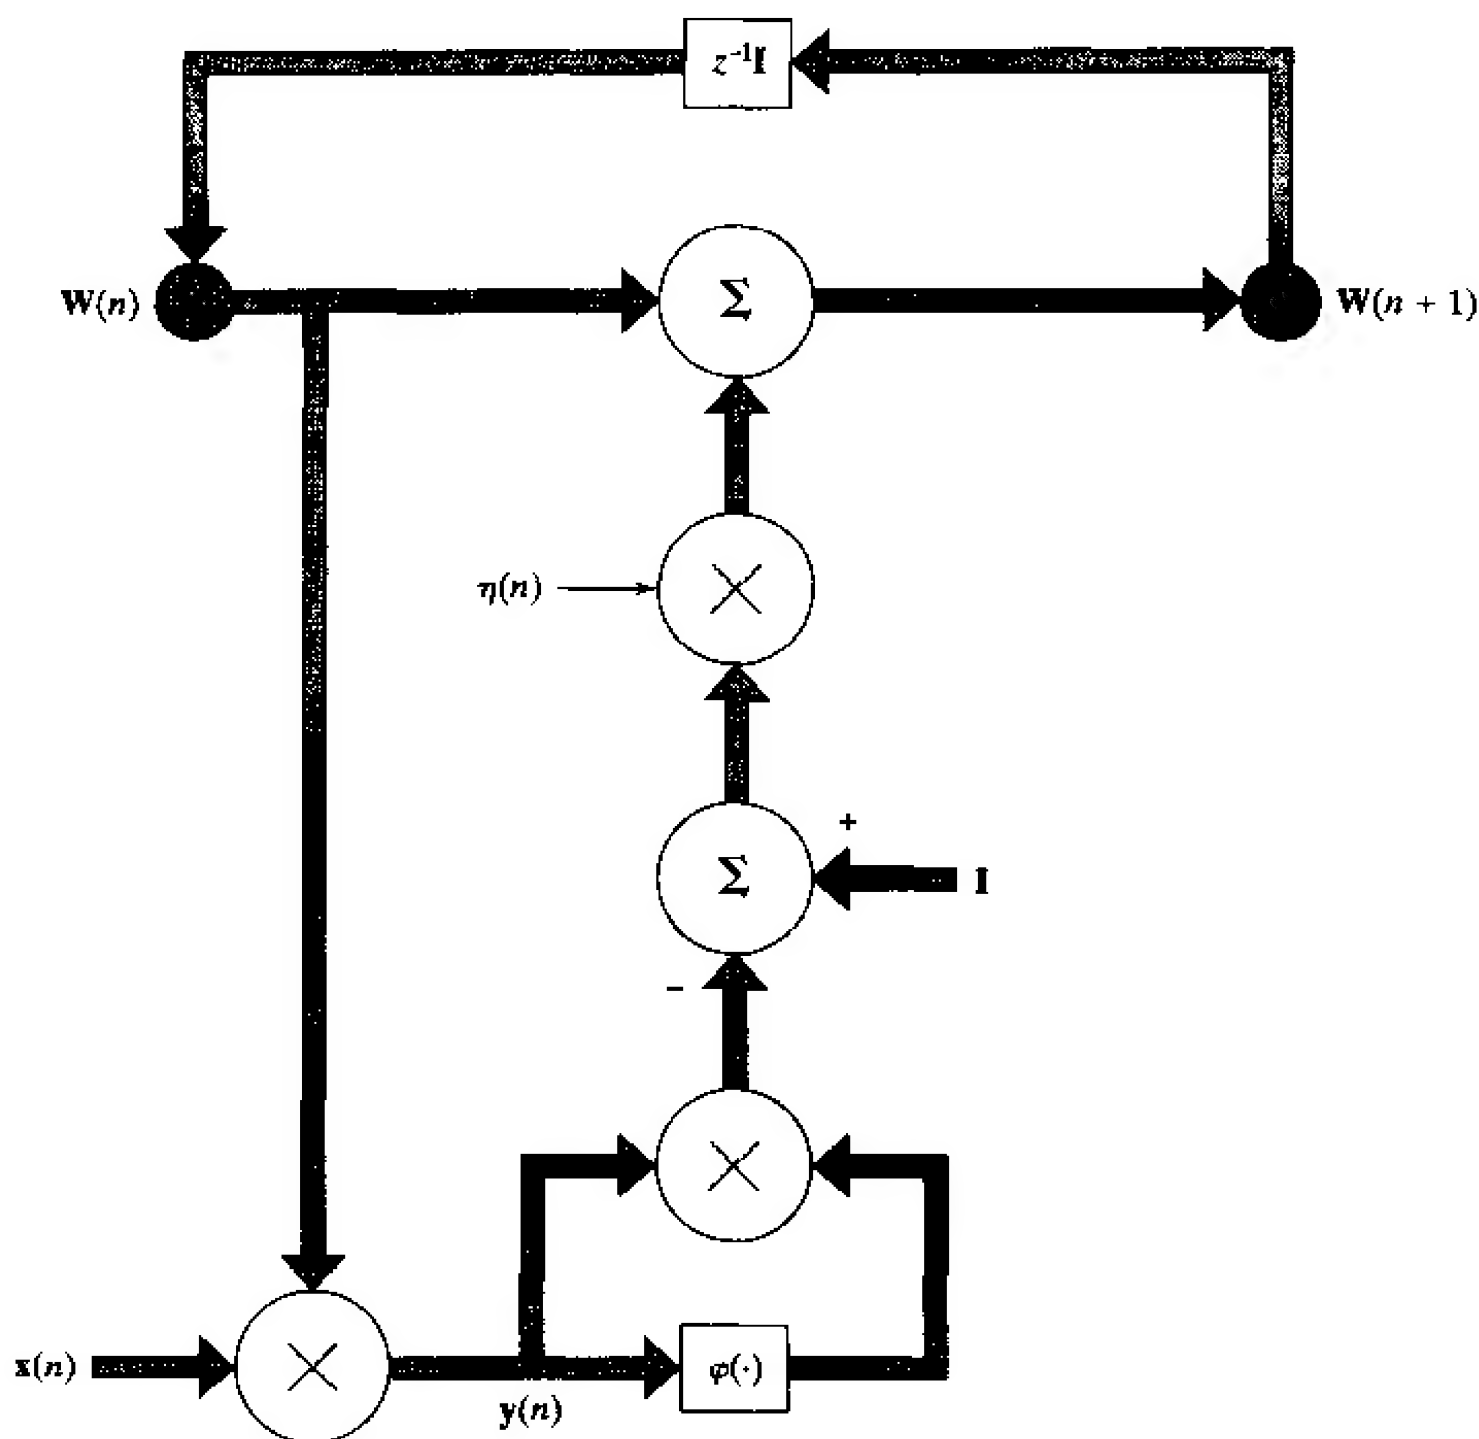 z⁻¹I
W(n)
Σ
W(n + 1)
η(n)
×
+
Σ
I
−
×
x(n)
×
φ(·)
y(n)